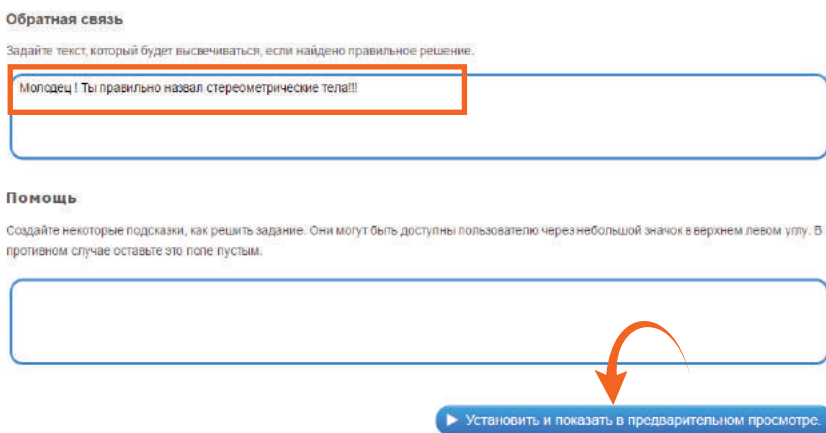 Обратная связь
Задайте текст, который будет высвечиваться, если найдено правильное решение.
Молодец ! Ты правильно назвал стереометрические тела!!!
Помощь
Создайте некоторые подсказки, как решить задание. Они могут быть доступны пользователю через небольшой значок в верхнем левом углу. В
противном случае оставьте это поле пустым.
Установить и показать в предварительном просмотре.